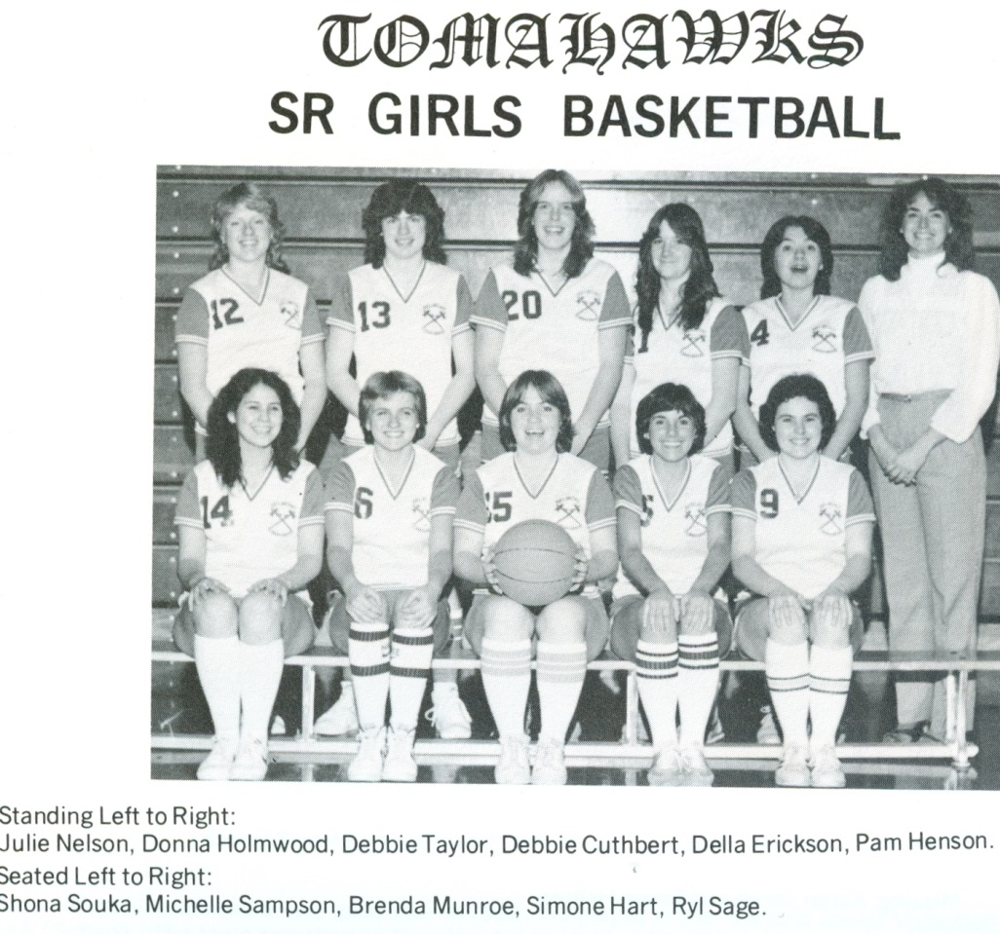 TOMAHAWKS
SR GIRLS BASKETBALL
12
13
20
4
14
6
9
Standing Left to Right:
Julie Nelson, Donna Holmwood, Debbie Taylor, Debbie Cuthbert, Della Erickson, Pam Henson.
Seated Left to Right:
Shona Souka, Michelle Sampson, Brenda Munroe, Simone Hart, Ryl Sage.